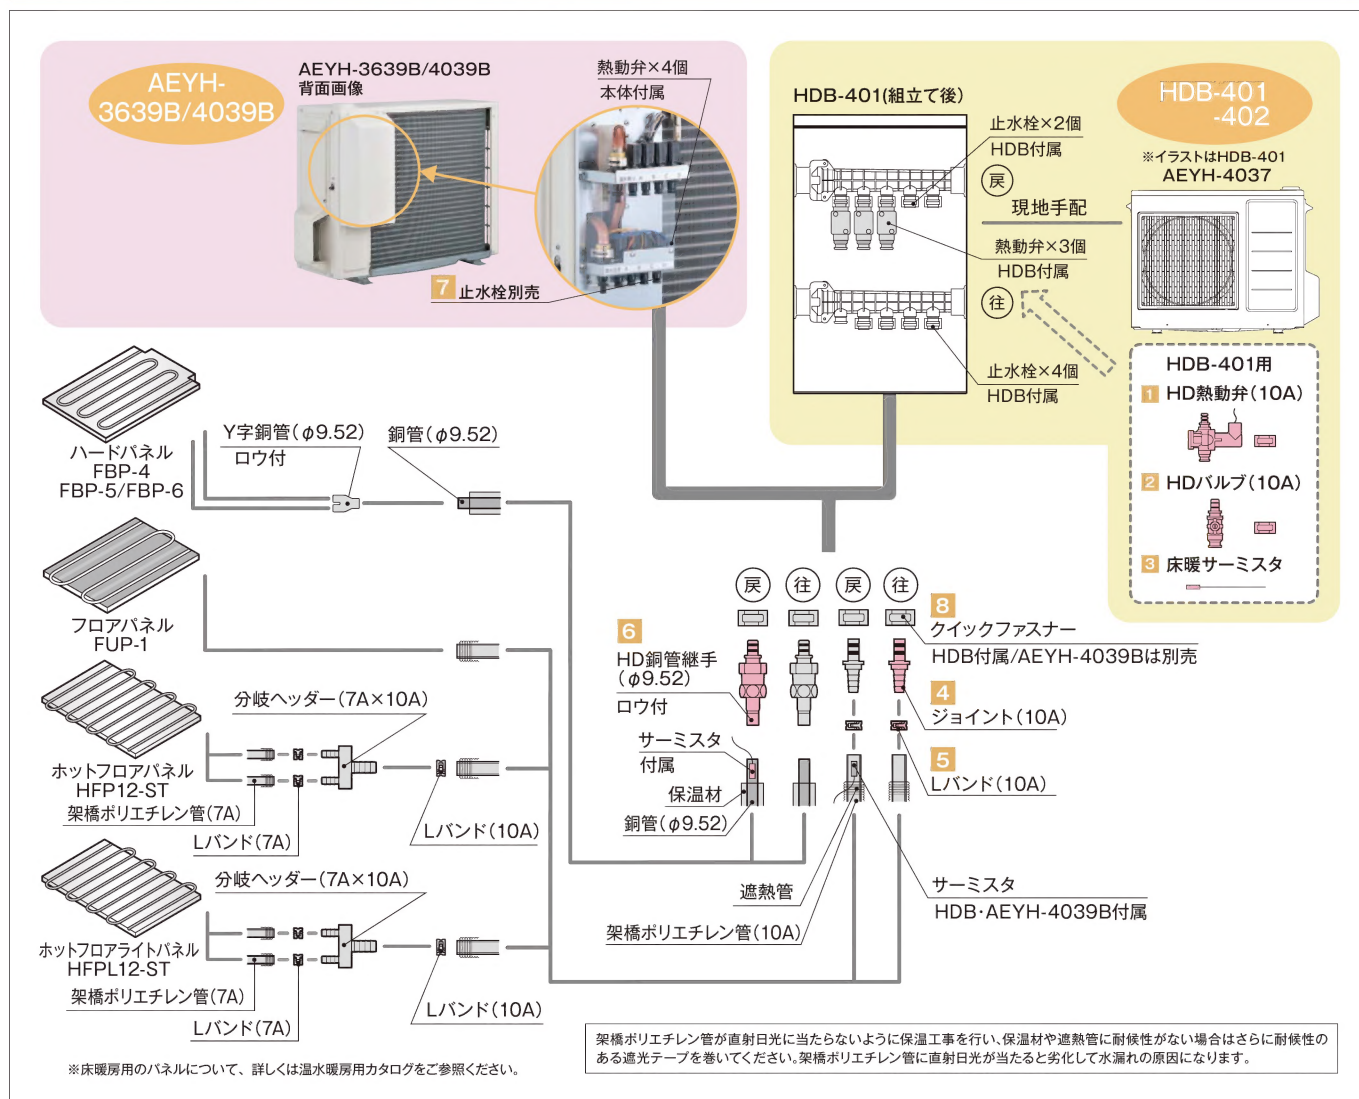 AEYH-
3639B/4039B
AEYH-3639B/4039B
背面画像
熱動弁×4個
本体付属
7 止水栓別売
HDB-401(組立て後)
止水栓×2個
HDB付属
戻
現地手配
熱動弁×3個
HDB付属
往
止水栓×4個
HDB付属
HDB-401
-402
※イラストはHDB-401
AEYH-4037
HDB-401用
1 HD熱動弁(10A)
2 HDバルブ(10A)
3 床暖サーミスタ
ハードパネル
FBP-4
FBP-5/FBP-6
Y字銅管(φ9.52)
ロウ付
銅管(φ9.52)
フロアパネル
FUP-1
ホットフロアパネル
HFP12-ST
架橋ポリエチレン管(7A)
Lバンド(7A)
分岐ヘッダー(7A×10A)
Lバンド(10A)
ホットフロアライトパネル
HFPL12-ST
架橋ポリエチレン管(7A)
Lバンド(7A)
分岐ヘッダー(7A×10A)
Lバンド(10A)
戻 往 戻 往
6
HD銅管継手
(φ9.52)
ロウ付
8
クイックファスナー
HDB付属/AEYH-4039Bは別売
4
ジョイント(10A)
5
Lバンド(10A)
サーミスタ
付属
保温材
銅管(φ9.52)
遮熱管
架橋ポリエチレン管(10A)
サーミスタ
HDB・AEYH-4039B付属
架橋ポリエチレン管が直射日光に当たらないように保温工事を行い、保温材や遮熱管に耐候性がない場合はさらに耐候性の
ある遮光テープを巻いてください。架橋ポリエチレン管に直射日光が当たると劣化して水漏れの原因になります。
※床暖房用のパネルについて、詳しくは温水暖房用カタログをご参照ください。